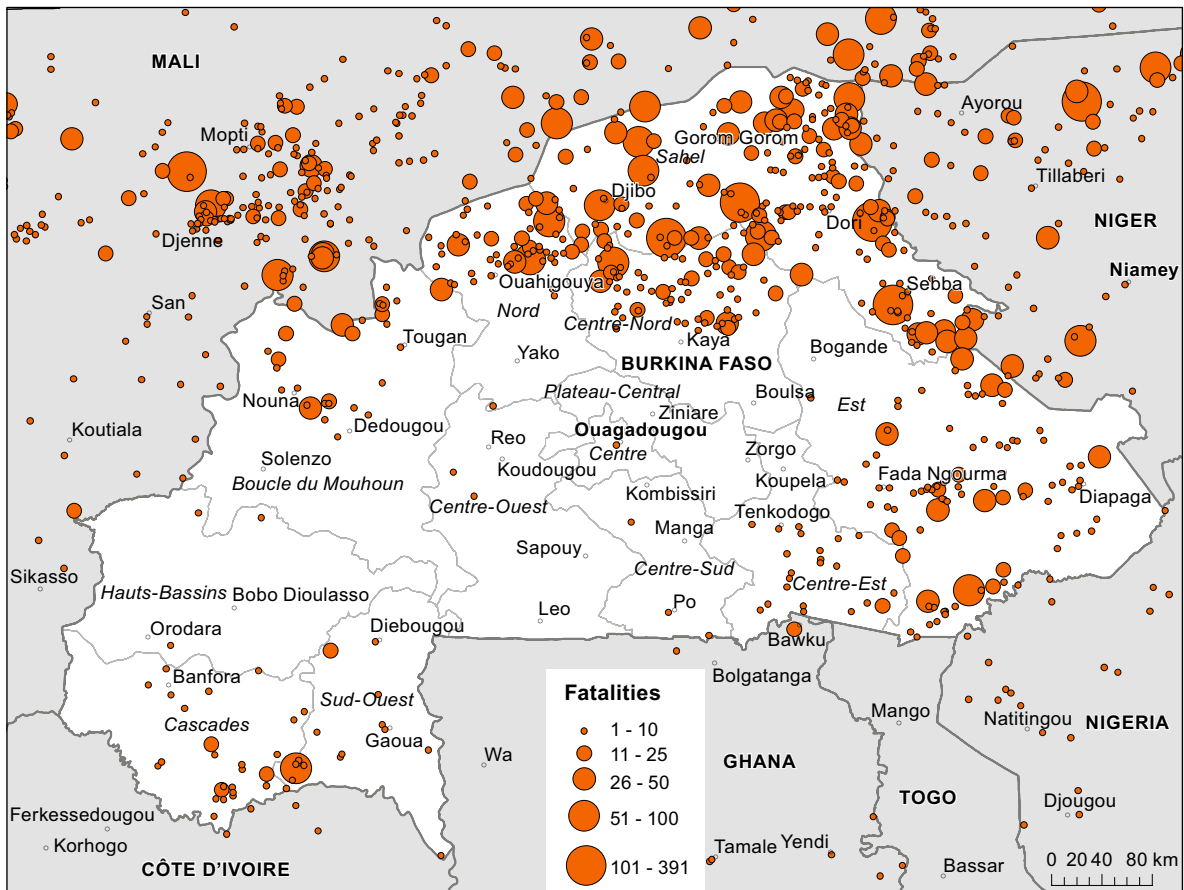 MALI
Mopti
Ayorou
Gorom Gorom
Sahel
Tillaberi
Djibo
Djenne
Dori
NIGER
Niamey
San
Ouahigouya
Sebba
Nord
Centre-Nord
Tougan
Kaya
Bogande
Yako
BURKINA FASO
Plateau-Central
Boulsa
Nouna
Est
Ziniare
Koutiala
Dedougou
Ouagadougou
Reo
Centre
Zorgo
Solenzo
Koudougou
Fada Ngourma
Boucle du Mouhoun
Koupela
Kombissiri
Diapaga
Centre-Ouest
Tenkodogo
Manga
Sapouy
Sikasso
Centre-Sud
Centre-Est
Hauts-Bassins
Bobo Dioulasso
Leo
Po
Orodara
Diebougou
Bawku
Banfora
Bolgatanga
Sud-Ouest
Cascades
Gaoua
Mango
Natitingou
NIGERIA
Wa
GHANA
TOGO
Djougou
Ferkessedougou
Korhogo
CÔTE D'IVOIRE
Tamale
Yendi
Bassar
Fatalities
1 - 10
11 - 25
26 - 50
51 - 100
101 - 391
0 20 40 80 km